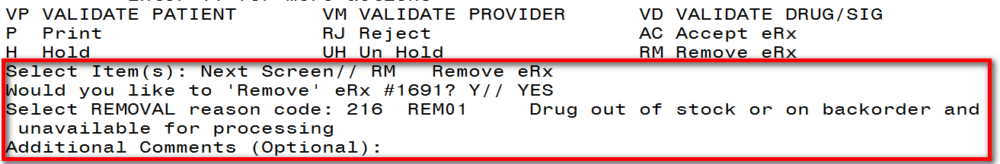 VP VALIDATE PATIENT VM VALIDATE PROVIDER VD VALIDATE DRUG/SIG
P Print RJ Reject AC Accept eRx
H Hold UH Un Hold RM Remove eRx
Select Item(s): Next Screen// RM Remove eRx
Would you like to 'Remove' eRx #1691? Y// YES
Select REMOVAL reason code: 216 REM01 Drug out of stock or on backorder and
unavailable for processing
Additional Comments (Optional):